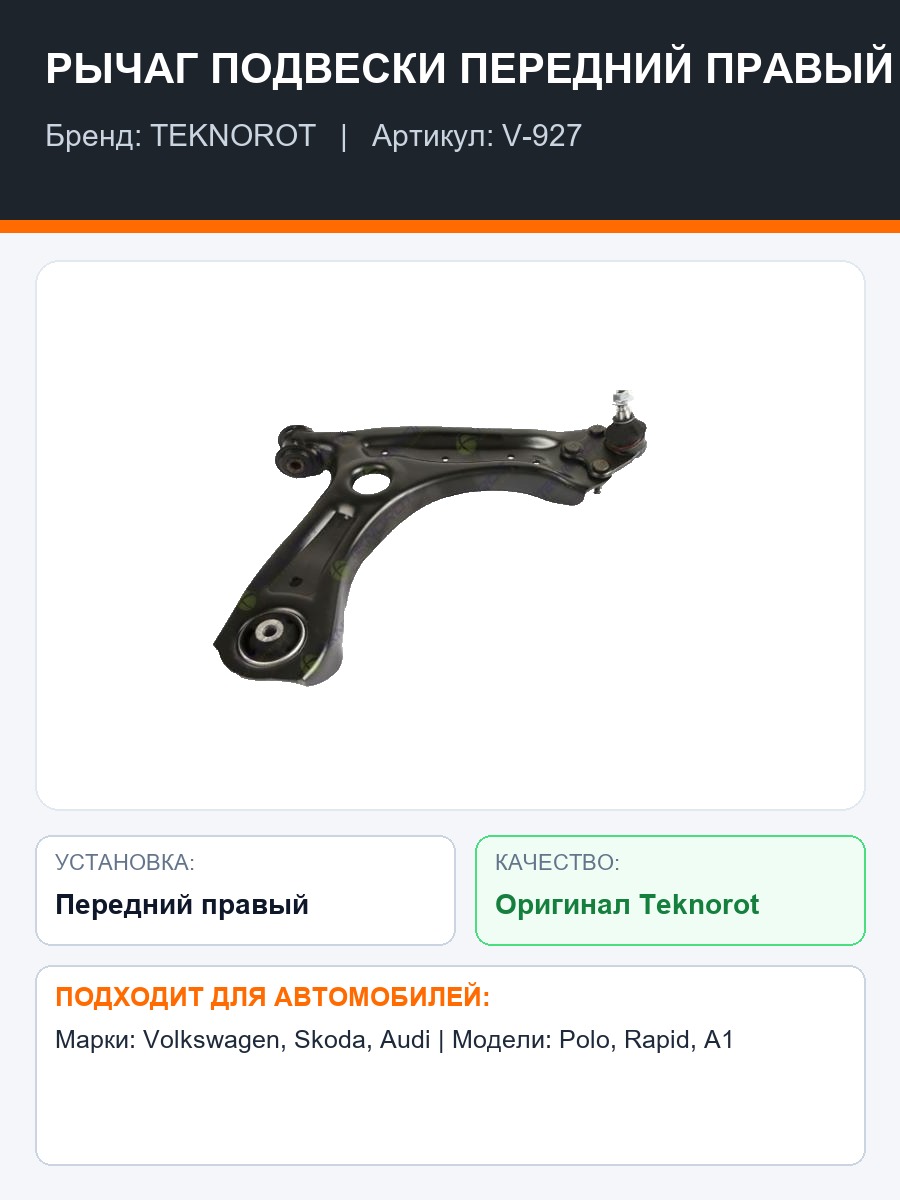 РЫЧАГ ПОДВЕСКИ ПЕРЕДНИЙ ПРАВЫЙ
Бренд: TEKNOROT | Артикул: V-927
УСТАНОВКА:
Передний правый
КАЧЕСТВО:
Оригинал Teknorot
ПОДХОДИТ ДЛЯ АВТОМОБИЛЕЙ:
Марки: Volkswagen, Skoda, Audi | Модели: Polo, Rapid, A1